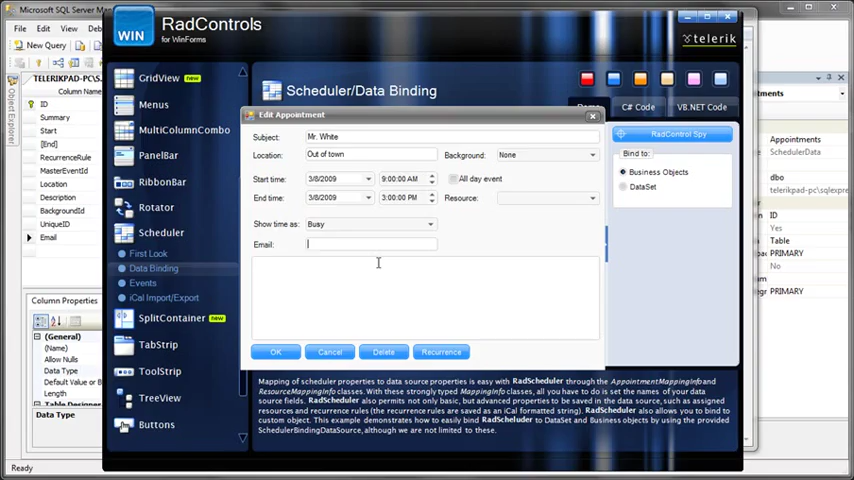 Microsoft SQL Server Ma
File Edit
New Query
TELERIKPAD-PC\
Column Name
ID
Summary
Start
[End]
RecurrenceRule
MasterEventId
Location
Description
BackgroundId
UniqueID
Email
Object Explorer
Column Properties
(General)
(Name)
Allow Nulls
Data Type
Default Value or B
Length
Table Designer
Data Type
Ready
WIN
RadControls
for WinForms
telerik
GridView new
Menus
MultiColumnCombo
PanelBar
RibbonBar
Rotator
Scheduler
First Look
Data Binding
Events
iCal Import/Export
SplitContainer new
TabStrip
ToolStrip
TreeView
Buttons
Scheduler/Data Binding
C# Code
VB.NET Code
Edit Appointment
Subject: Mr. White
Location: Out of town
Background: None
Start time: 3/8/2009 9:00:00 AM
All day event
End time: 3/8/2009 3:00:00 PM
Resource:
Show time as: Busy
Email:
OK Cancel Delete Recurrence
RadControl Spy
Bind to:
Business Objects
DataSet
Mapping of scheduler properties to data source properties is easy with RadScheduler through the AppointmentMappingInfo and
ResourceMappingInfo classes. With these strongly typed MappingInfo classes, all you have to do is set the names of your data
source fields. RadScheduler also permits not only basic, but advanced properties to be saved in the data source, such as assigned
resources and recurrence rules (the recurrence rules are saved as an iCal formatted string). RadScheduler also allows you to bind to
custom object. This example demonstrates how to easily bind RadScheluder to DataSet and Business objects by using the provided
SchedulerBindingDataSource, although we are not limited to these.
Appointments
SchedulerData
telerikpad-pc\sqlexpre
ID
Yes
Table
No
PRIMARY
PRIMARY